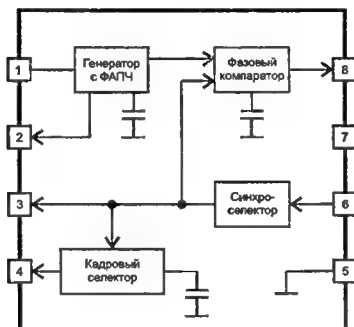 1
Генератор
с ФАПЧ
Фазовый
компаратор
8
2
7
3
Синхро-
селектор
6
4
Кадровый
селектор
5